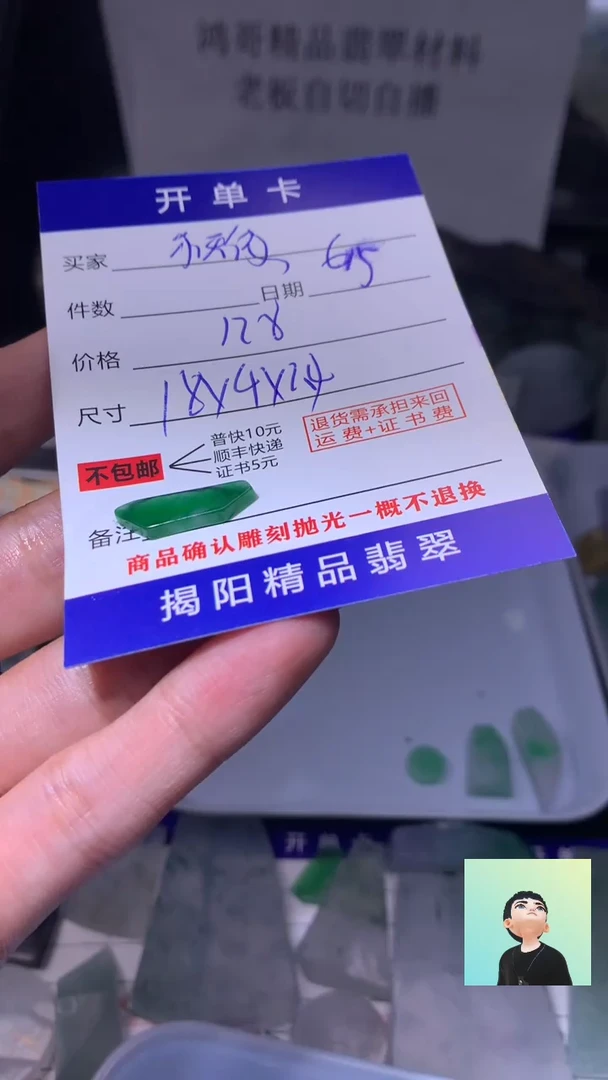 鸿哥精品翡翠材料
老板自切自播
开单卡
买家 615
件数 日期
价格 128
尺寸 18x4x24
退货需承担来回
运费+证书费
不包邮
普快10元
顺丰快递
证书5元
备注
商品确认雕刻抛光一概不退换
揭阳精品翡翠
开单卡